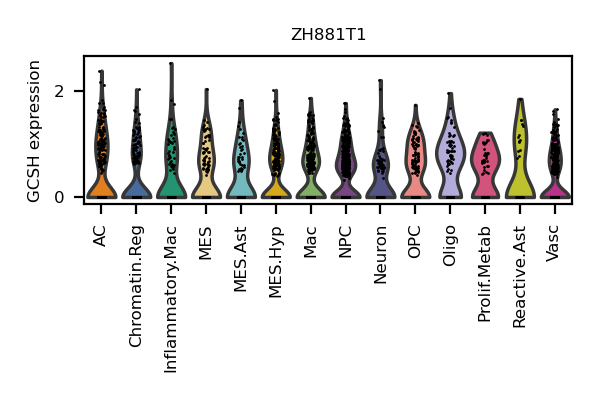 ZH881T1
GCSH expression
2
0
AC
Chromatin.Reg
Inflammatory.Mac
MES
MES.Ast
MES.Hyp
Mac
NPC
Neuron
OPC
Oligo
Prolif.Metab
Reactive.Ast
Vasc